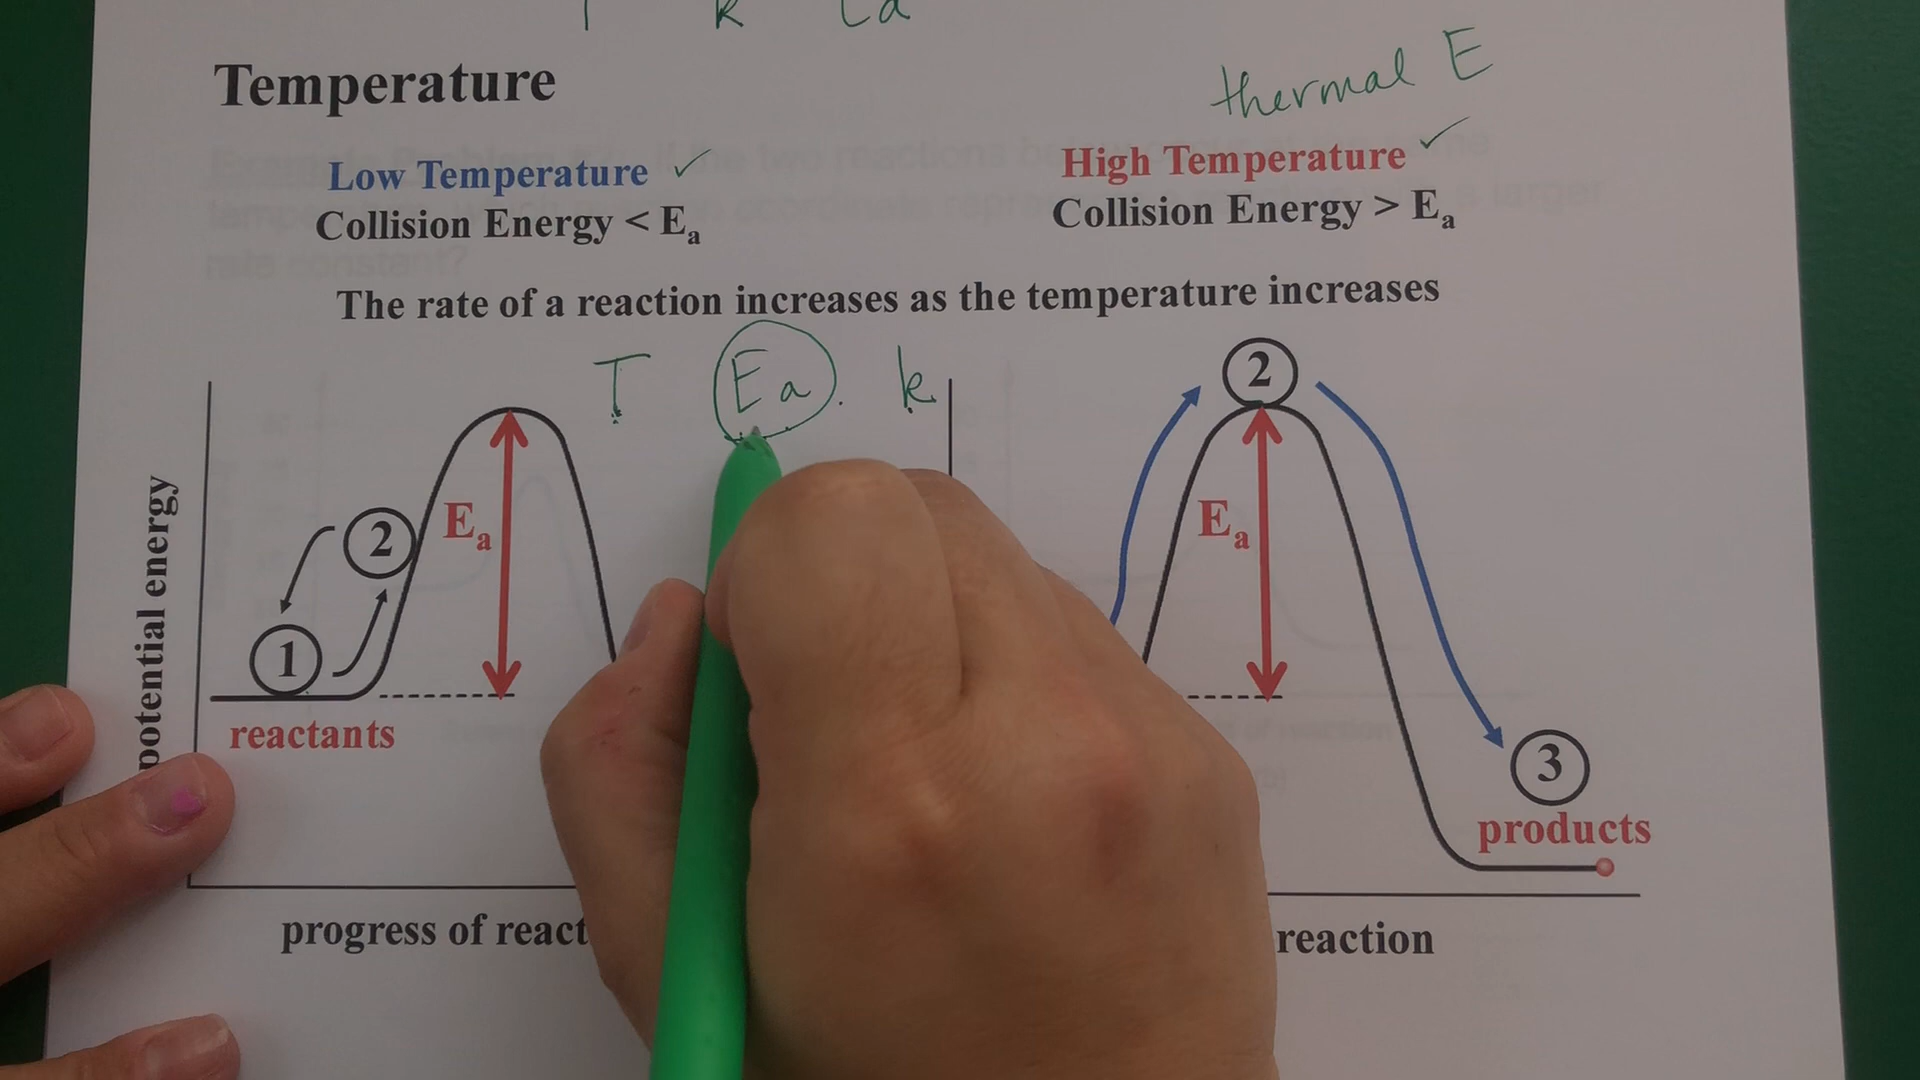 k Ea
Temperature
thermal E
Low Temperature ✓
High Temperature ✓
Collision Energy < Ea
Collision Energy > Ea
The rate of a reaction increases as the temperature increases
T Ea k
2
Ea
2
1
reactants
potential energy
progress of react
Ea
3
products
reaction